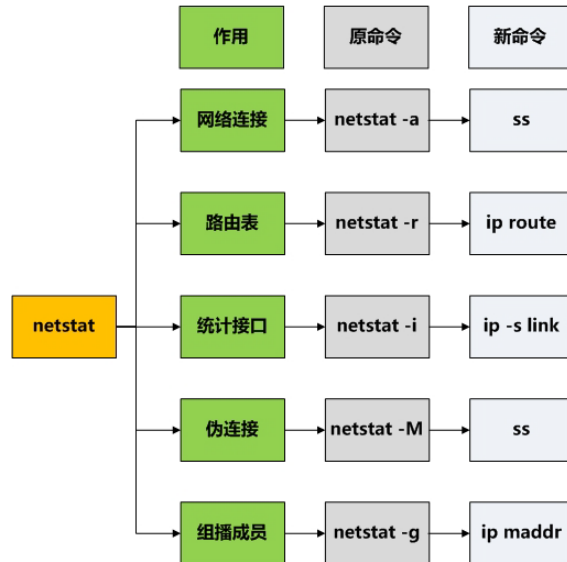 作用 原命令 新命令
网络连接 netstat -a ss
路由表 netstat -r ip route
netstat 统计接口 netstat -i ip -s link
伪连接 netstat -M ss
组播成员 netstat -g ip maddr